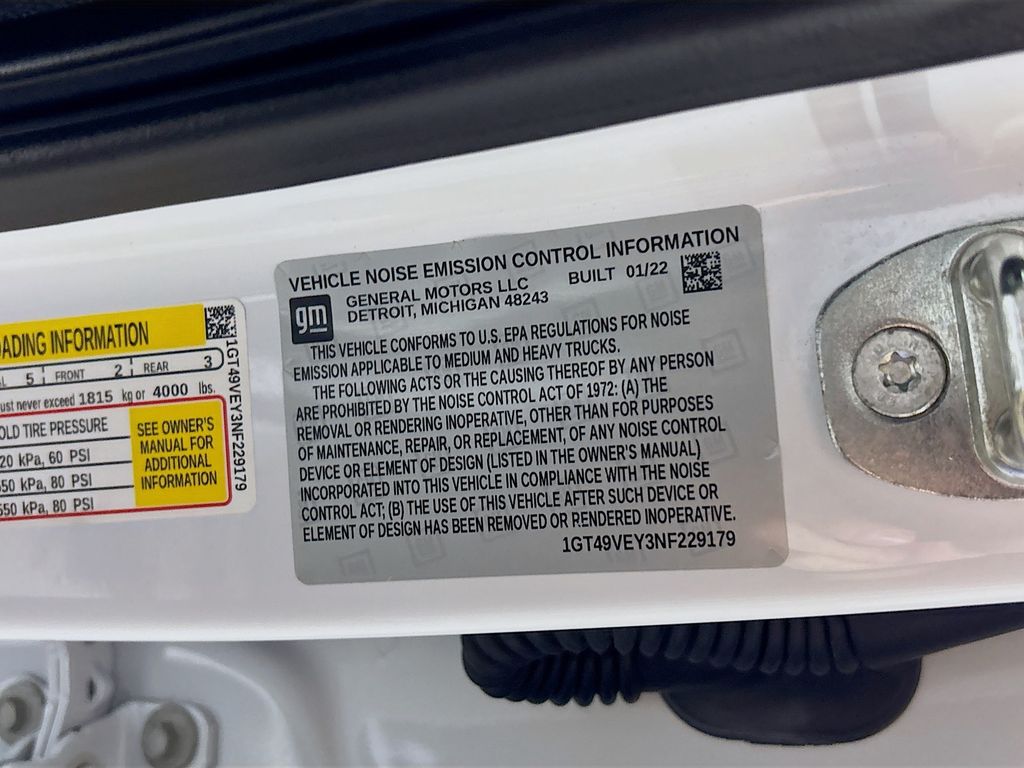 VEHICLE NOISE EMISSION CONTROL INFORMATION
gm
GENERAL MOTORS LLC BUILT 01/22
DETROIT, MICHIGAN 48243
THIS VEHICLE CONFORMS TO U.S. EPA REGULATIONS FOR NOISE
EMISSION APPLICABLE TO MEDIUM AND HEAVY TRUCKS.
THE FOLLOWING ACTS OR THE CAUSING THEREOF BY ANY PERSON
ARE PROHIBITED BY THE NOISE CONTROL ACT OF 1972: (A) THE
REMOVAL OR RENDERING INOPERATIVE, OTHER THAN FOR PURPOSES
OF MAINTENANCE, REPAIR, OR REPLACEMENT, OF ANY NOISE CONTROL
DEVICE OR ELEMENT OF DESIGN (LISTED IN THE OWNER'S MANUAL)
INCORPORATED INTO THIS VEHICLE IN COMPLIANCE WITH THE NOISE
CONTROL ACT; (B) THE USE OF THIS VEHICLE AFTER SUCH DEVICE OR
ELEMENT OF DESIGN HAS BEEN REMOVED OR RENDERED INOPERATIVE.
1GT49VEY3NF229179
OADING INFORMATION
AL 5 FRONT 2 REAR 3
ust never exceed 1815 kg or 4000 lbs.
OLD TIRE PRESSURE
20 kPa, 60 PSI
550 kPa, 80 PSI
550 kPa, 80 PSI
SEE OWNER'S
MANUAL FOR
ADDITIONAL
INFORMATION
1GT49VEY3NF229179